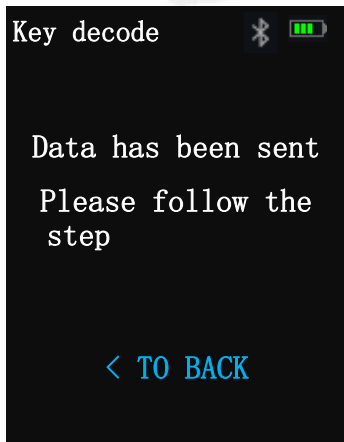 Key decode
Data has been sent
Please follow the
step
< TO BACK